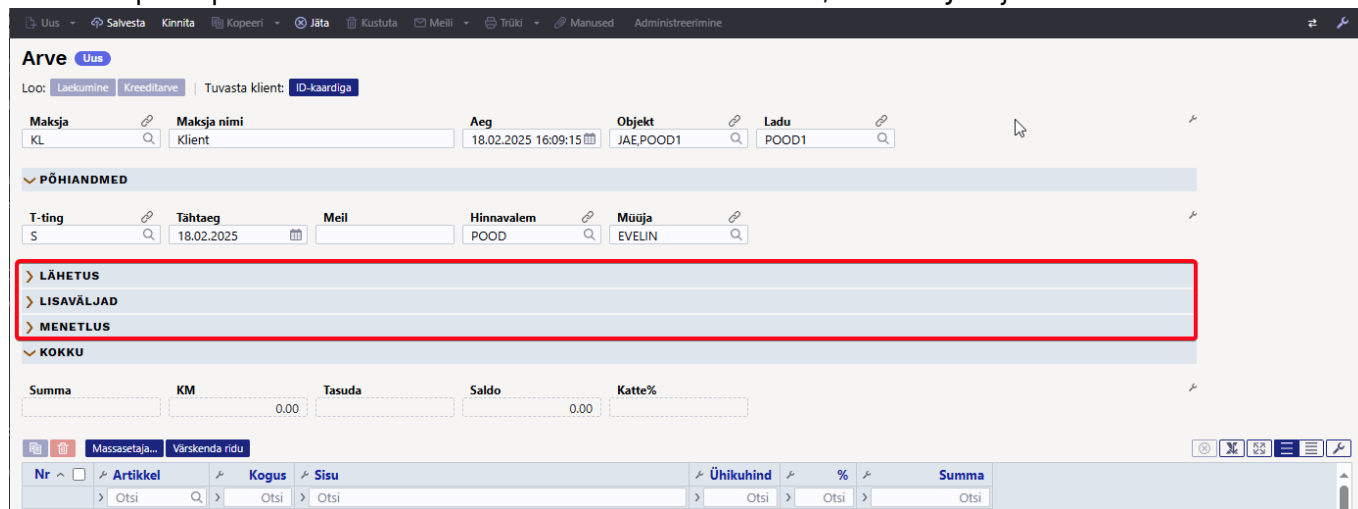 Uus Salvesta Kinnita Kopeeri Jäta Kustuta Meili Trüki Manused Administreerimine
Arve Uus
Loo: Laekumine Kreeditarve | Tuvasta klient: ID-kaardiga
Maksja Maksja nimi Aeg Objekt Ladu
KL Klient 18.02.2025 16:09:15 JAE,POOD1 POOD1
PÕHIANDMED
T-ting Tähtaeg Meil Hinnavalem Müüja
S 18.02.2025 POOD EVELIN
LÄHETUS
LISAVÄLJAD
MENETLUS
KOKKU
Summa KM Tasuda Saldo Katte%
0.00 0.00
Massasetaja... Värskenda ridu
Nr Artikkel Kogus Sisu Ühikuhind % Summa
Otsi Otsi Otsi Otsi Otsi Otsi